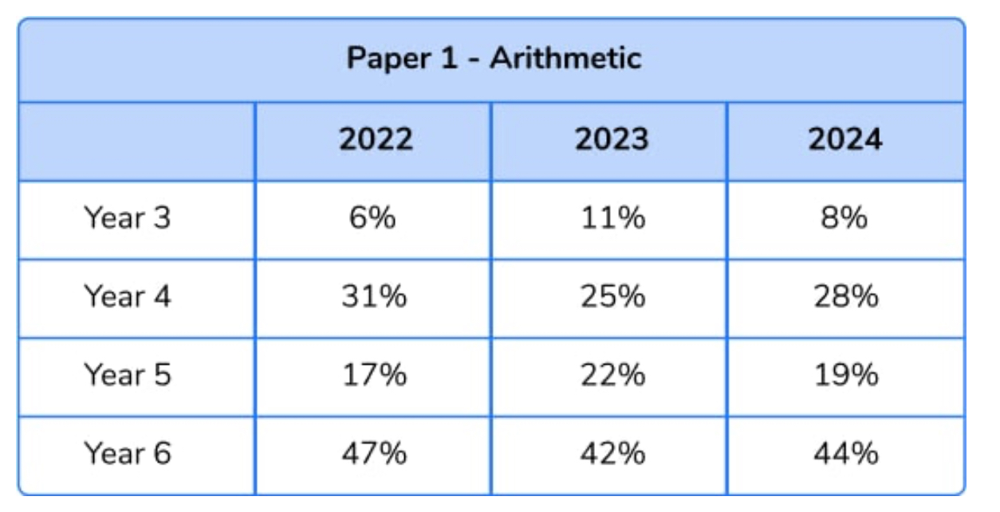 Paper 1 - Arithmetic
2022 2023 2024
Year 3 6% 11% 8%
Year 4 31% 25% 28%
Year 5 17% 22% 19%
Year 6 47% 42% 44%